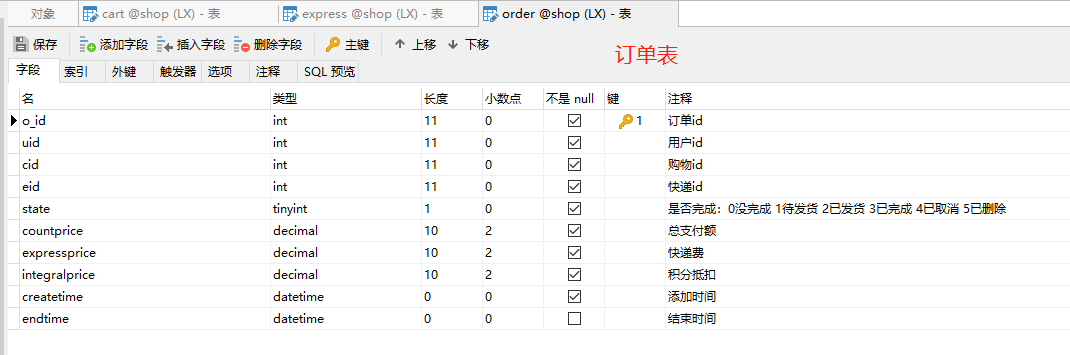 对象 cart @shop (LX) - 表 express @shop (LX) - 表 order @shop (LX) - 表
保存 添加字段 插入字段 删除字段 主键 上移 下移
订单表
字段 索引 外键 触发器 选项 注释 SQL 预览
名 类型 长度 小数点 不是 null 键 注释
o_id int 11 0 1 订单id
uid int 11 0 用户id
cid int 11 0 购物id
eid int 11 0 快递id
state tinyint 1 0 是否完成：0没完成 1待发货 2已发货 3已完成 4已取消 5已删除
countprice decimal 10 2 总支付额
expressprice decimal 10 2 快递费
integralprice decimal 10 2 积分抵扣
createtime datetime 0 0 添加时间
endtime datetime 0 0 结束时间